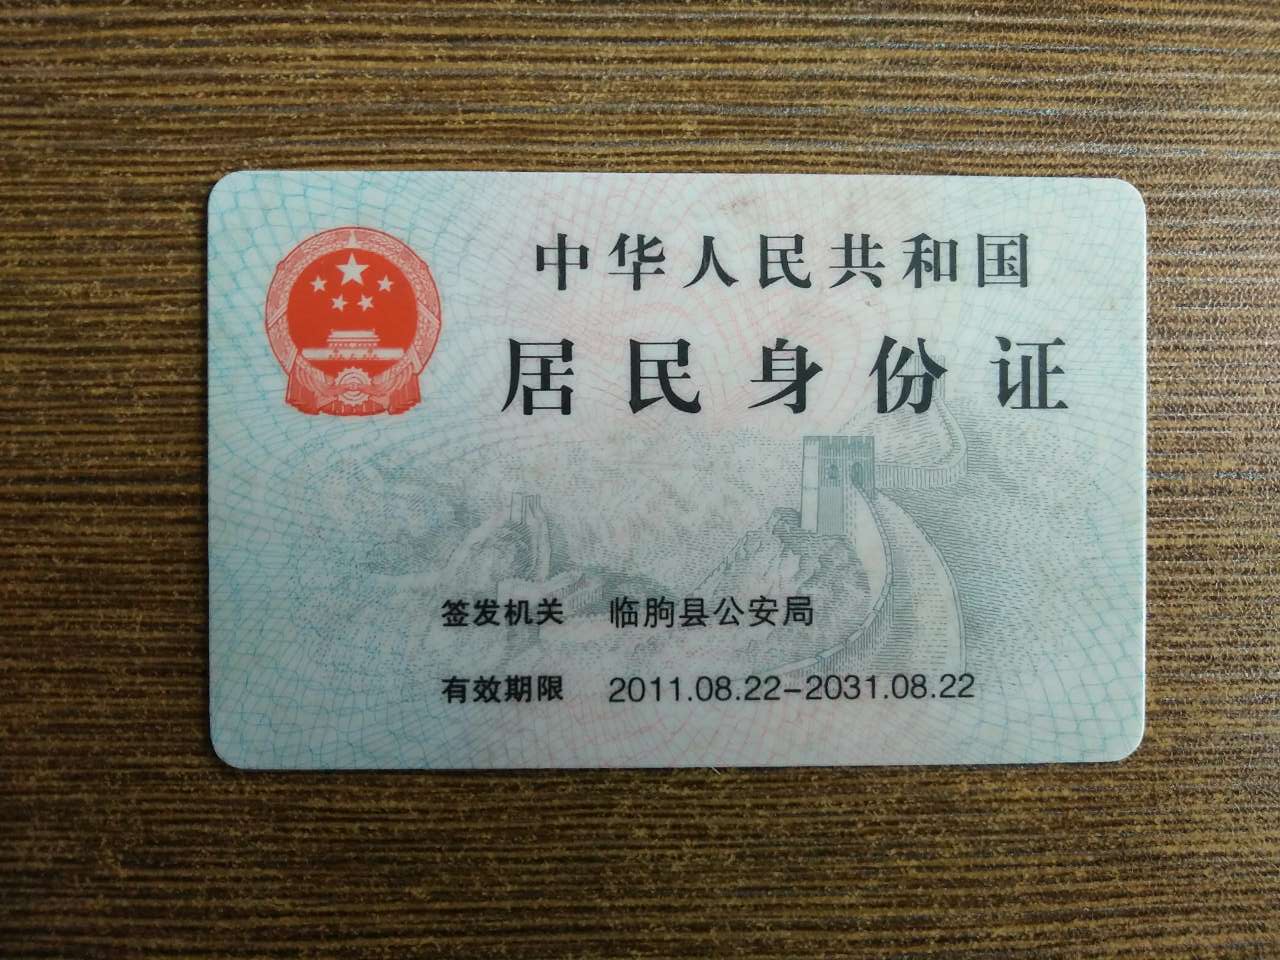 中华人民共和国
居民身份证
签发机关 临朐县公安局
有效期限 2011.08.22-2031.08.22